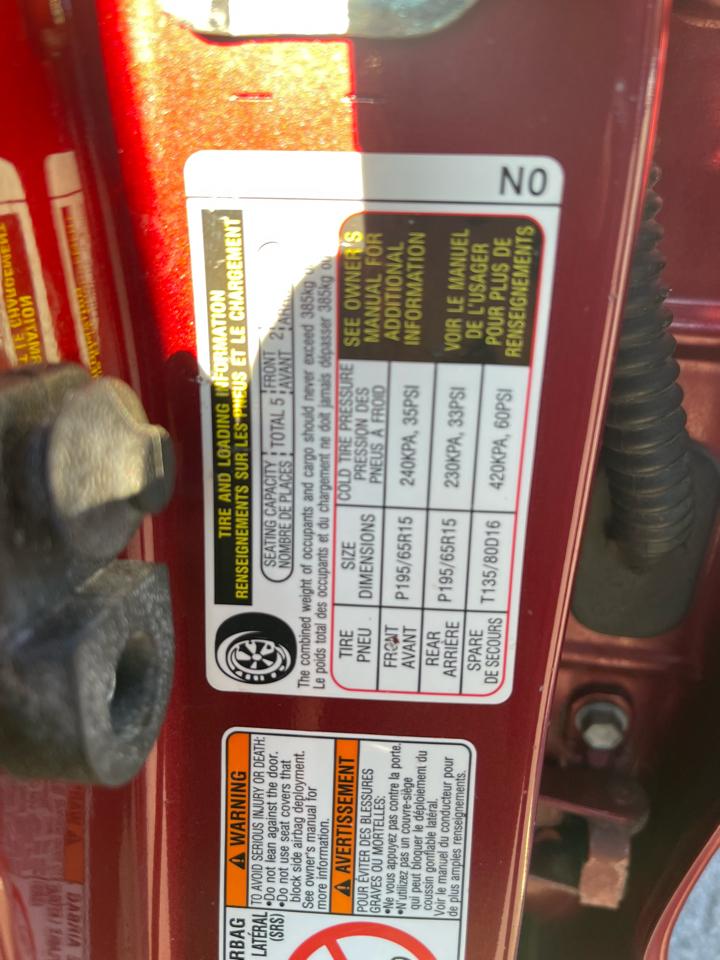 TIRE AND LOADING INFORMATION
RENSEIGNEMENTS SUR LES PNEUS ET LE CHARGEMENT
SEATING CAPACITY TOTAL 5 FRONT 2
NOMBRE DE PLACES AVANT
The combined weight of occupants and cargo should never exceed 385kg
Le poids total des occupants et du chargement ne doit jamais dépasser 385kg
TIRE SIZE COLD TIRE PRESSURE
PNEU DIMENSIONS PRESSION DES
PNEUS À FROID
FRONT
AVANT P195/65R15 240KPA, 35PSI
REAR
ARRIÈRE P195/65R15 230KPA, 33PSI
SPARE
DE SECOURS T135/80D16 420KPA, 60PSI
SEE OWNER'S
MANUAL FOR
ADDITIONAL
INFORMATION
VOIR LE MANUEL
DE L'USAGER
POUR PLUS DE
RENSEIGNEMENTS
NO
WARNING
TO AVOID SERIOUS INJURY OR DEATH:
•Do not lean against the door.
•Do not use seat covers that
block side airbag deployment.
See owner's manual for
more information.
AVERTISSEMENT
POUR ÉVITER DES BLESSURES
GRAVES OU MORTELLES:
•Ne vous appuyez pas contre la porte.
•N'utilisez pas un couvre-siège
qui peut bloquer le déploiement du
coussin gonflable latéral.
Voir le manuel du conducteur pour
de plus amples renseignements.
LATÉRAL
(SRS)